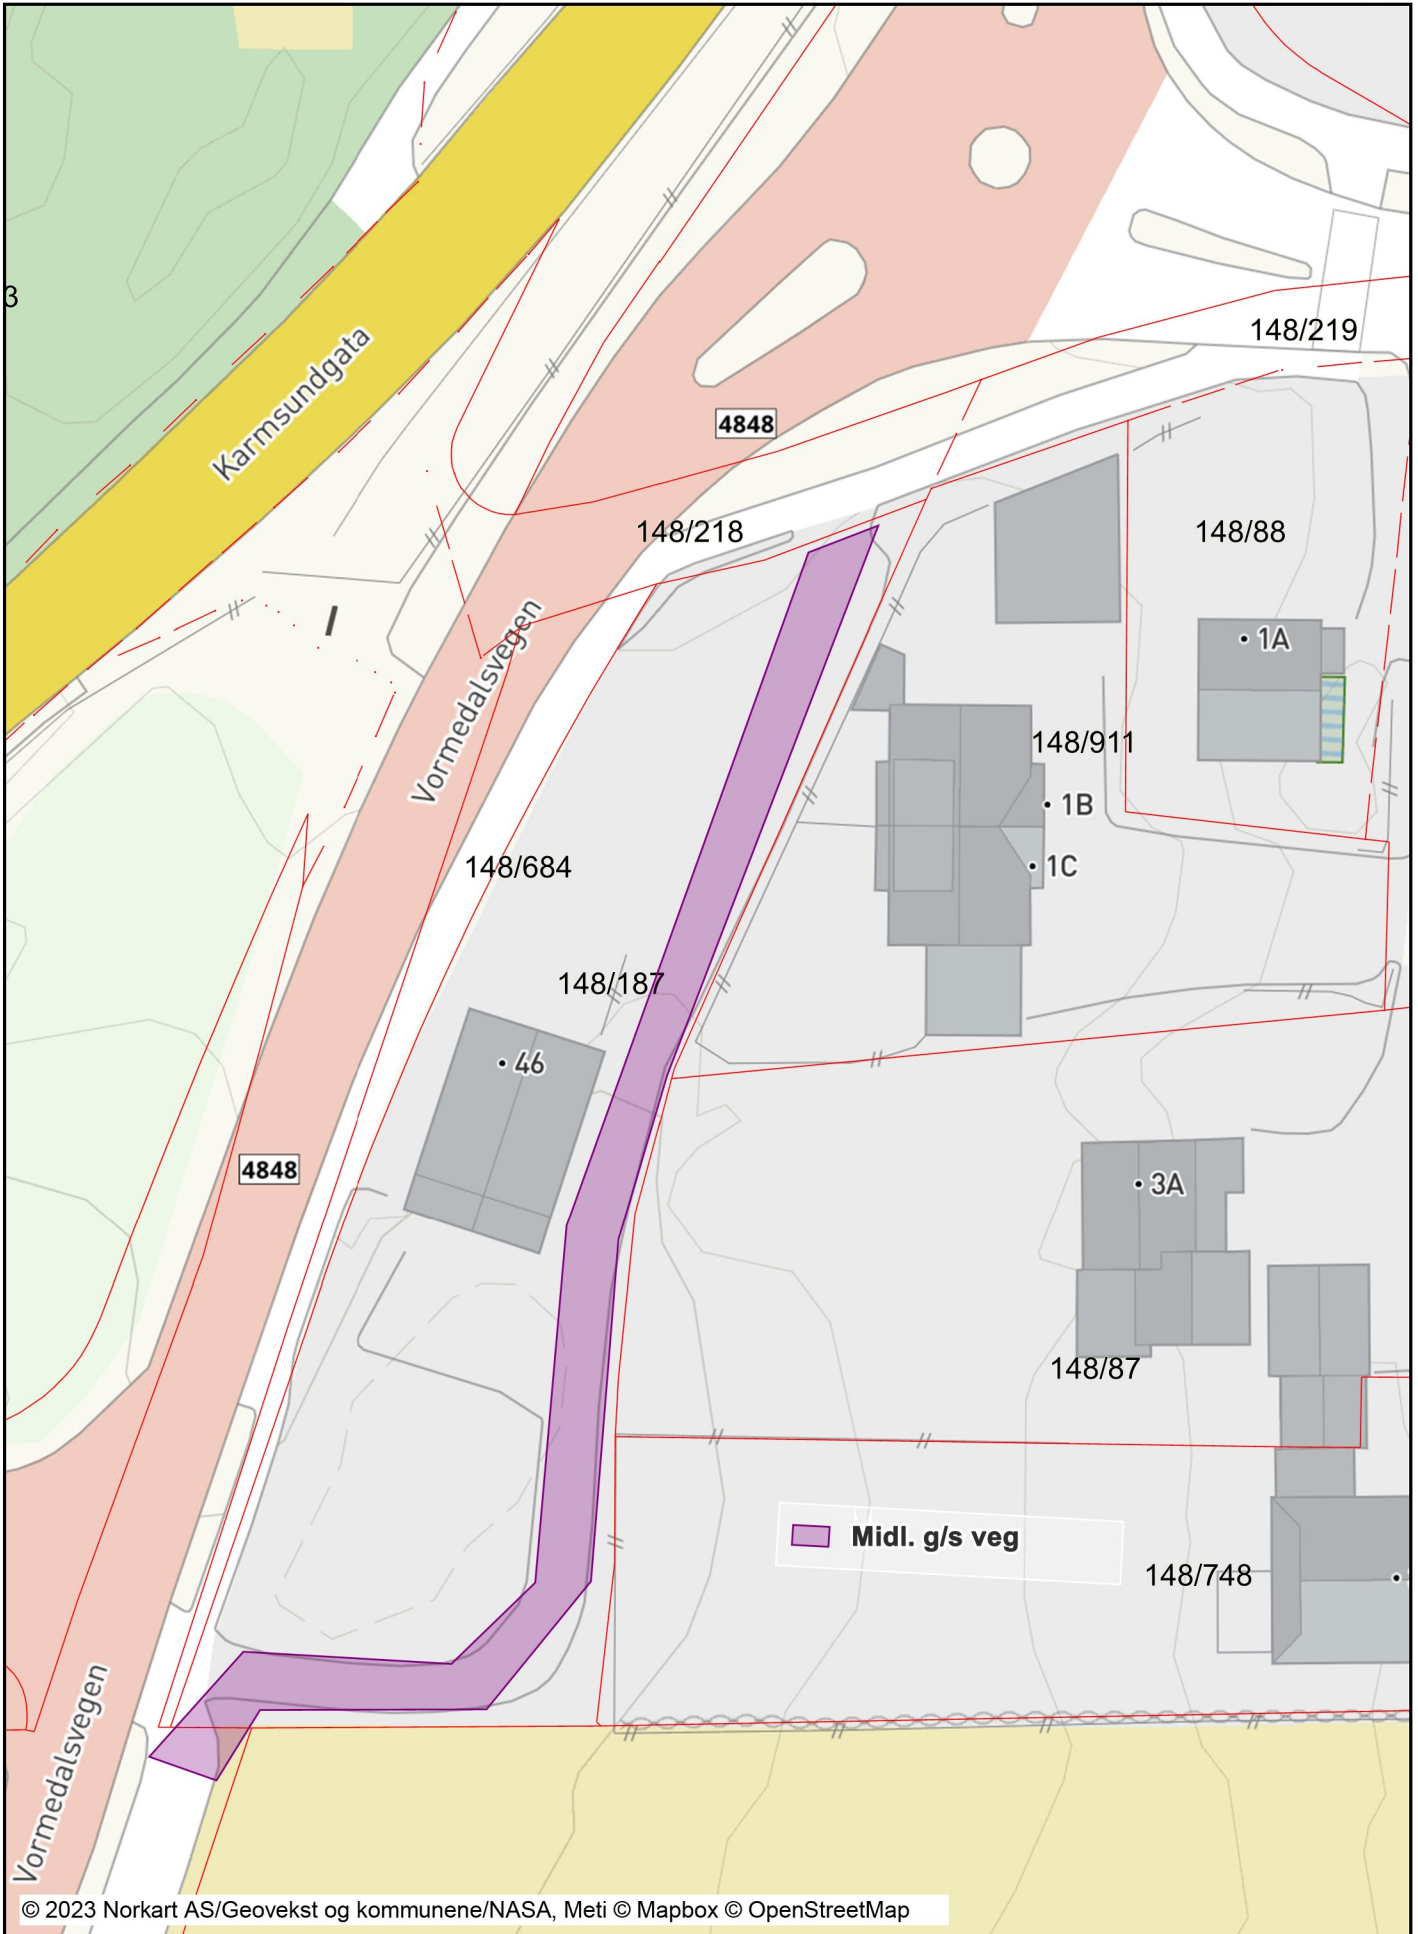 3
148/219
Karmsundgata
4848
148/218
148/88
1A
Vormedalsvegen
148/911
1B
1C
148/684
148/187
46
4848
3A
148/87
Midl. g/s veg
148/748
Vormedalsvegen
© 2023 Norkart AS/Geovekst og kommunene/NASA, Meti © Mapbox © OpenStreetMap